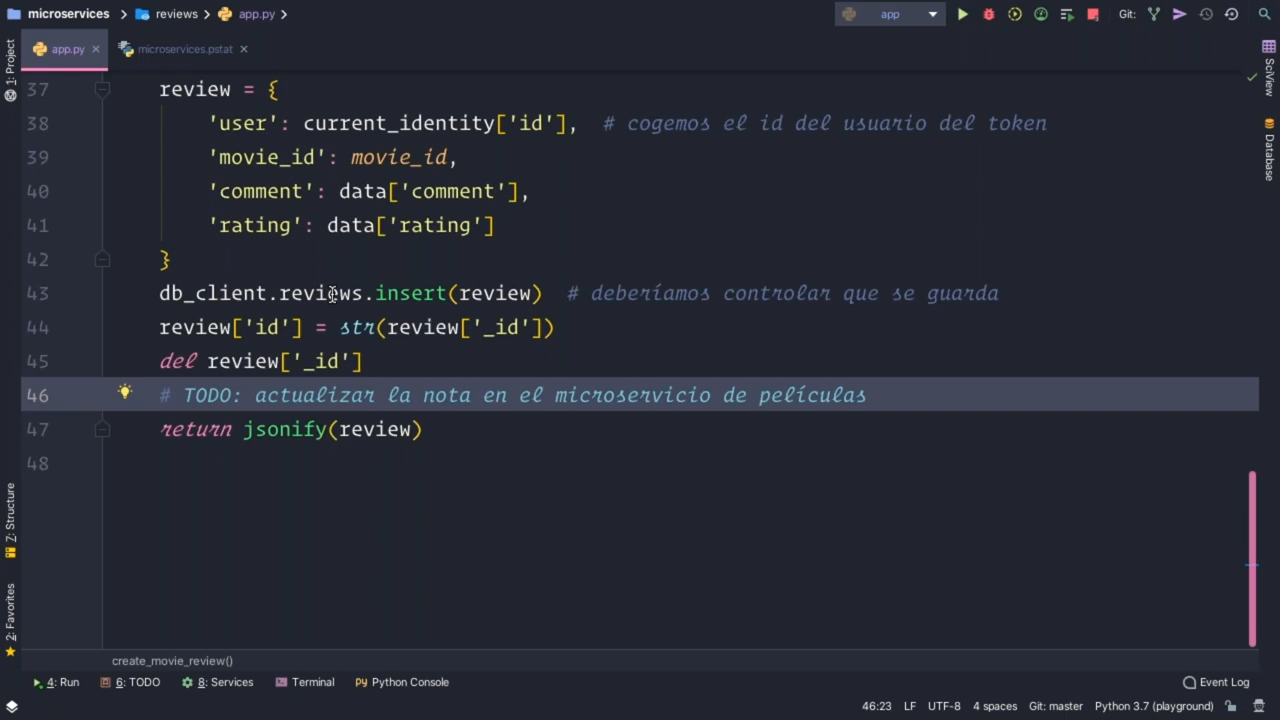 microservices > reviews > app.py >
app
Git:
app.py
microservices.pstat
1: Project
SciView
Database
37 review = {
38 'user': current_identity['id'],  # cogemos el id del usuario del token
39 'movie_id': movie_id,
40 'comment': data['comment'],
41 'rating': data['rating']
42 }
43 db_client.reviews.insert(review)  # deberíamos controlar que se guarda
44 review['id'] = str(review['_id'])
45 del review['_id']
46 # TODO: actualizar la nota en el microservicio de películas
47 return jsonify(review)
48
Z: Structure
2: Favorites
create_movie_review()
4: Run
6: TODO
8: Services
Terminal
Python Console
Event Log
46:23 LF UTF-8 4 spaces Git: master Python 3.7 (playground)